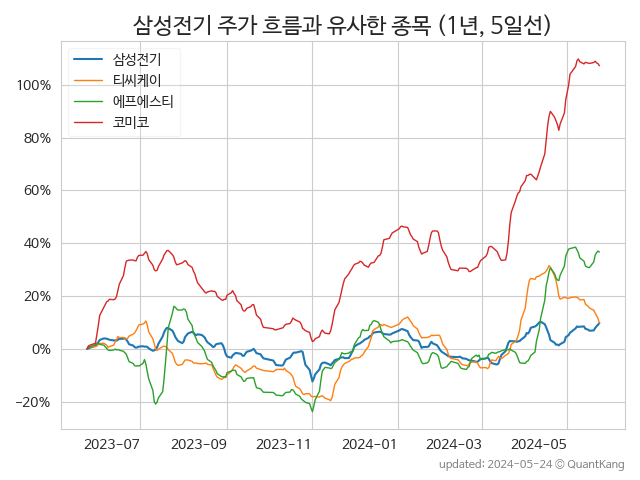 삼성전기 주가 흐름과 유사한 종목 (1년, 5일선)
삼성전기
티씨케이
에프에스티
코미코
100%
80%
60%
40%
20%
0%
−20%
2023-07
2023-09
2023-11
2024-01
2024-03
2024-05
updated: 2024-05-24 © QuantKang